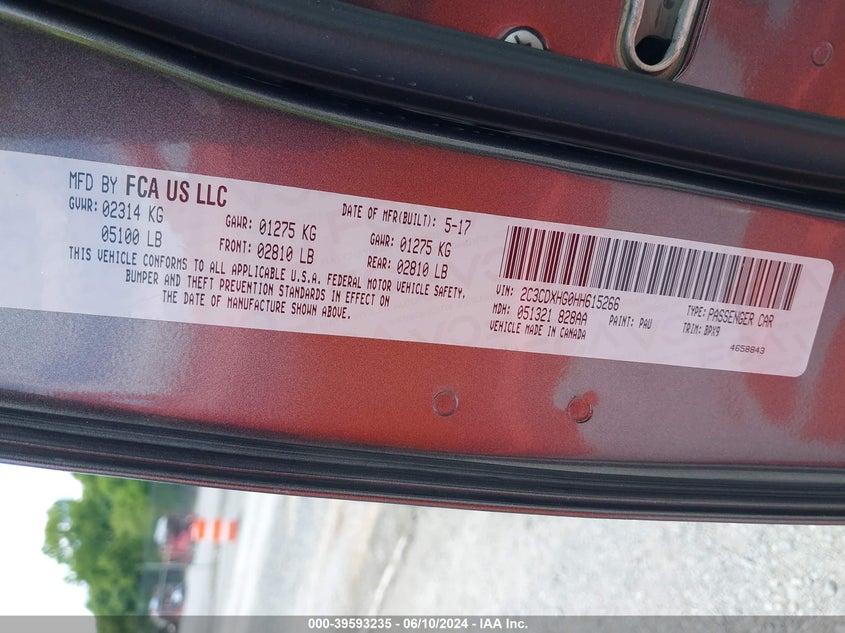 MFD BY FCA US LLC
DATE OF MFR(BUILT): 5-17
GVWR: 02314 KG
GAWR: 01275 KG
GAWR: 01275 KG
05100 LB
FRONT: 02810 LB
REAR: 02810 LB
THIS VEHICLE CONFORMS TO ALL APPLICABLE U.S.A. FEDERAL MOTOR VEHICLE SAFETY,
BUMPER AND THEFT PREVENTION STANDARDS IN EFFECT ON
THE DATE OF MANUFACTURE SHOWN ABOVE.
VIN: 2C3CDXHG0HH615266
TYPE: PASSENGER CAR
MDH: 051321 828AA
PAINT: PAU
TRIM: BPX9
VEHICLE MADE IN CANADA
4658843
000-39593235 - 06/10/2024 - IAA Inc.